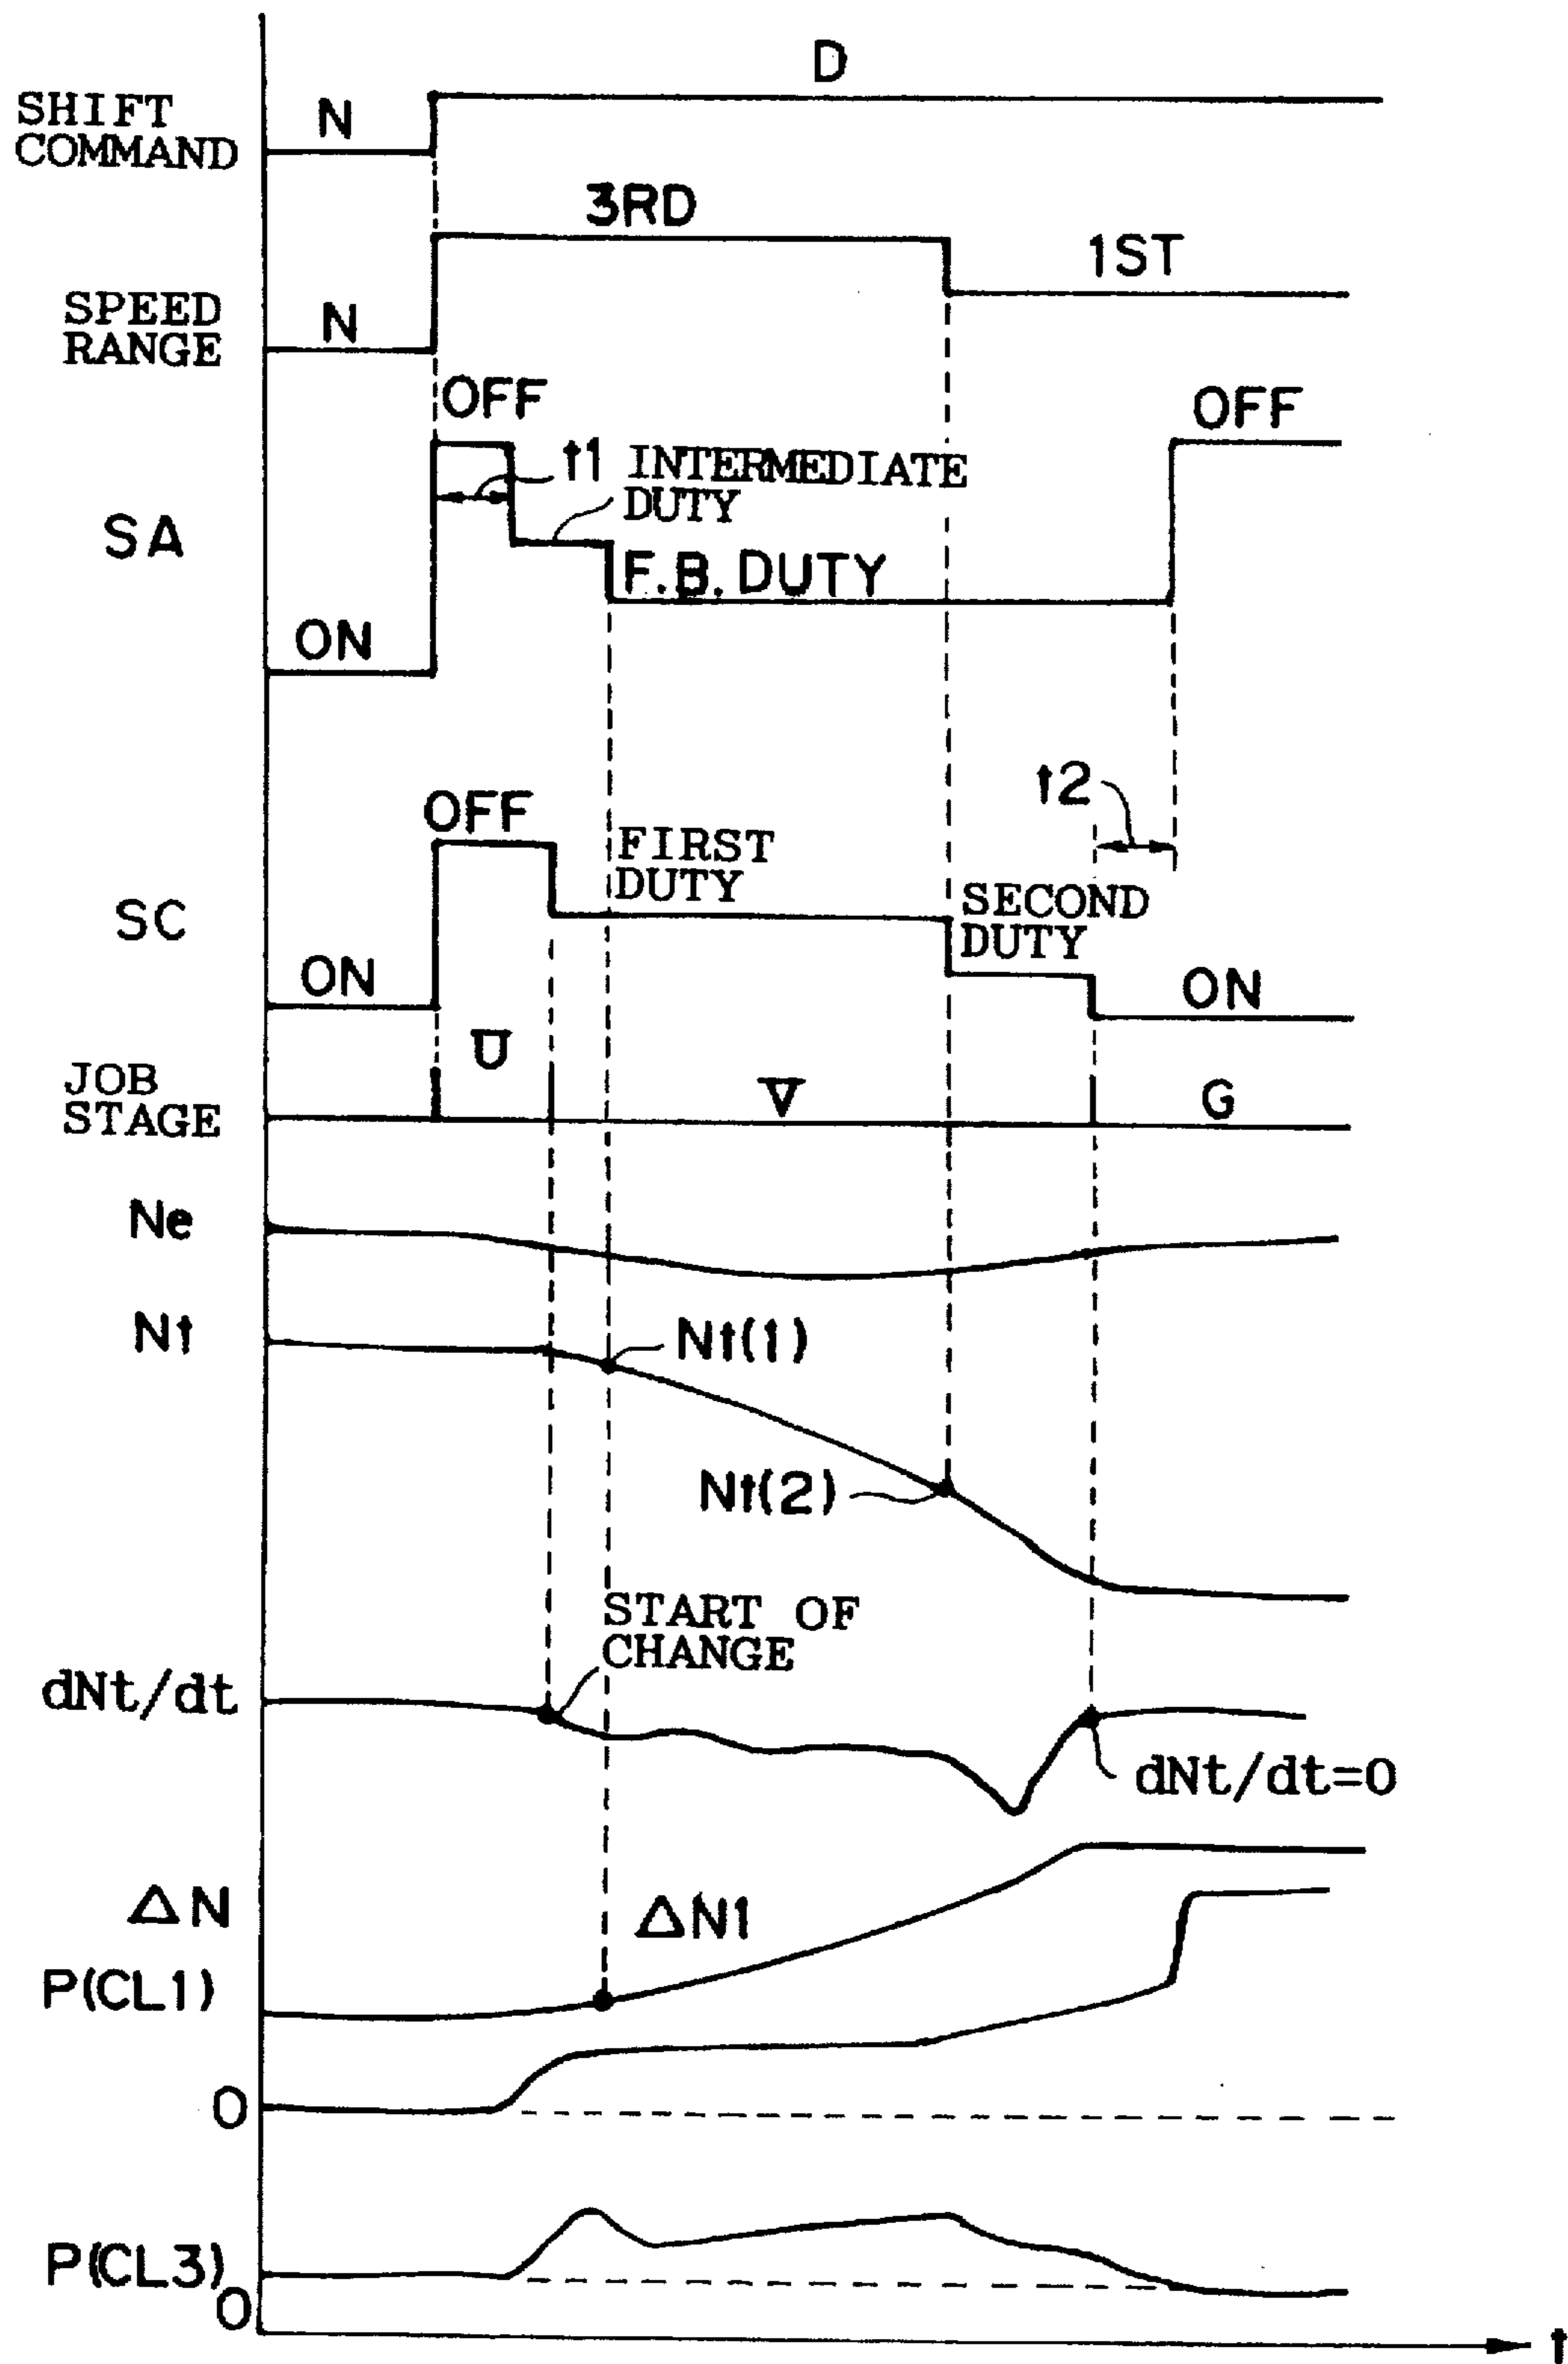 D
SHIFT
COMMAND
N
3RD
1ST
SPEED
RANGE
N
OFF
OFF
t1
INTERMEDIATE
DUTY
SA
F.B. DUTY
ON
t2
OFF
FIRST
DUTY
SC
SECOND
DUTY
ON
ON
U
JOB
STAGE
V
G
Ne
Nt
Nt(1)
Nt(2)
START OF
CHANGE
dNt/dt
dNt/dt=0
ΔN
ΔN1
P(CL1)
0
P(CL3)
0
t